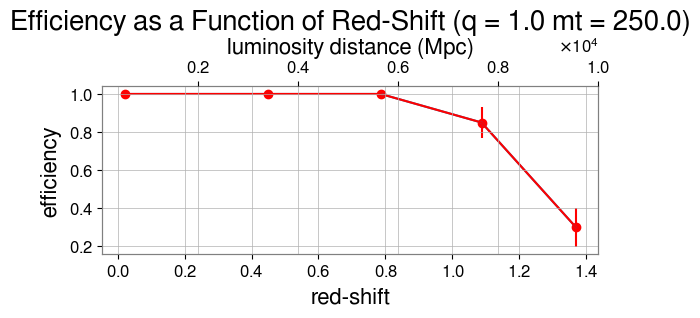 Efficiency as a Function of Red-Shift (q = 1.0 mt = 250.0)
luminosity distance (Mpc)
×10⁴
0.2 0.4 0.6 0.8 1.0
1.0
0.8
0.6
0.4
0.2
efficiency
0.0 0.2 0.4 0.6 0.8 1.0 1.2 1.4
red-shift